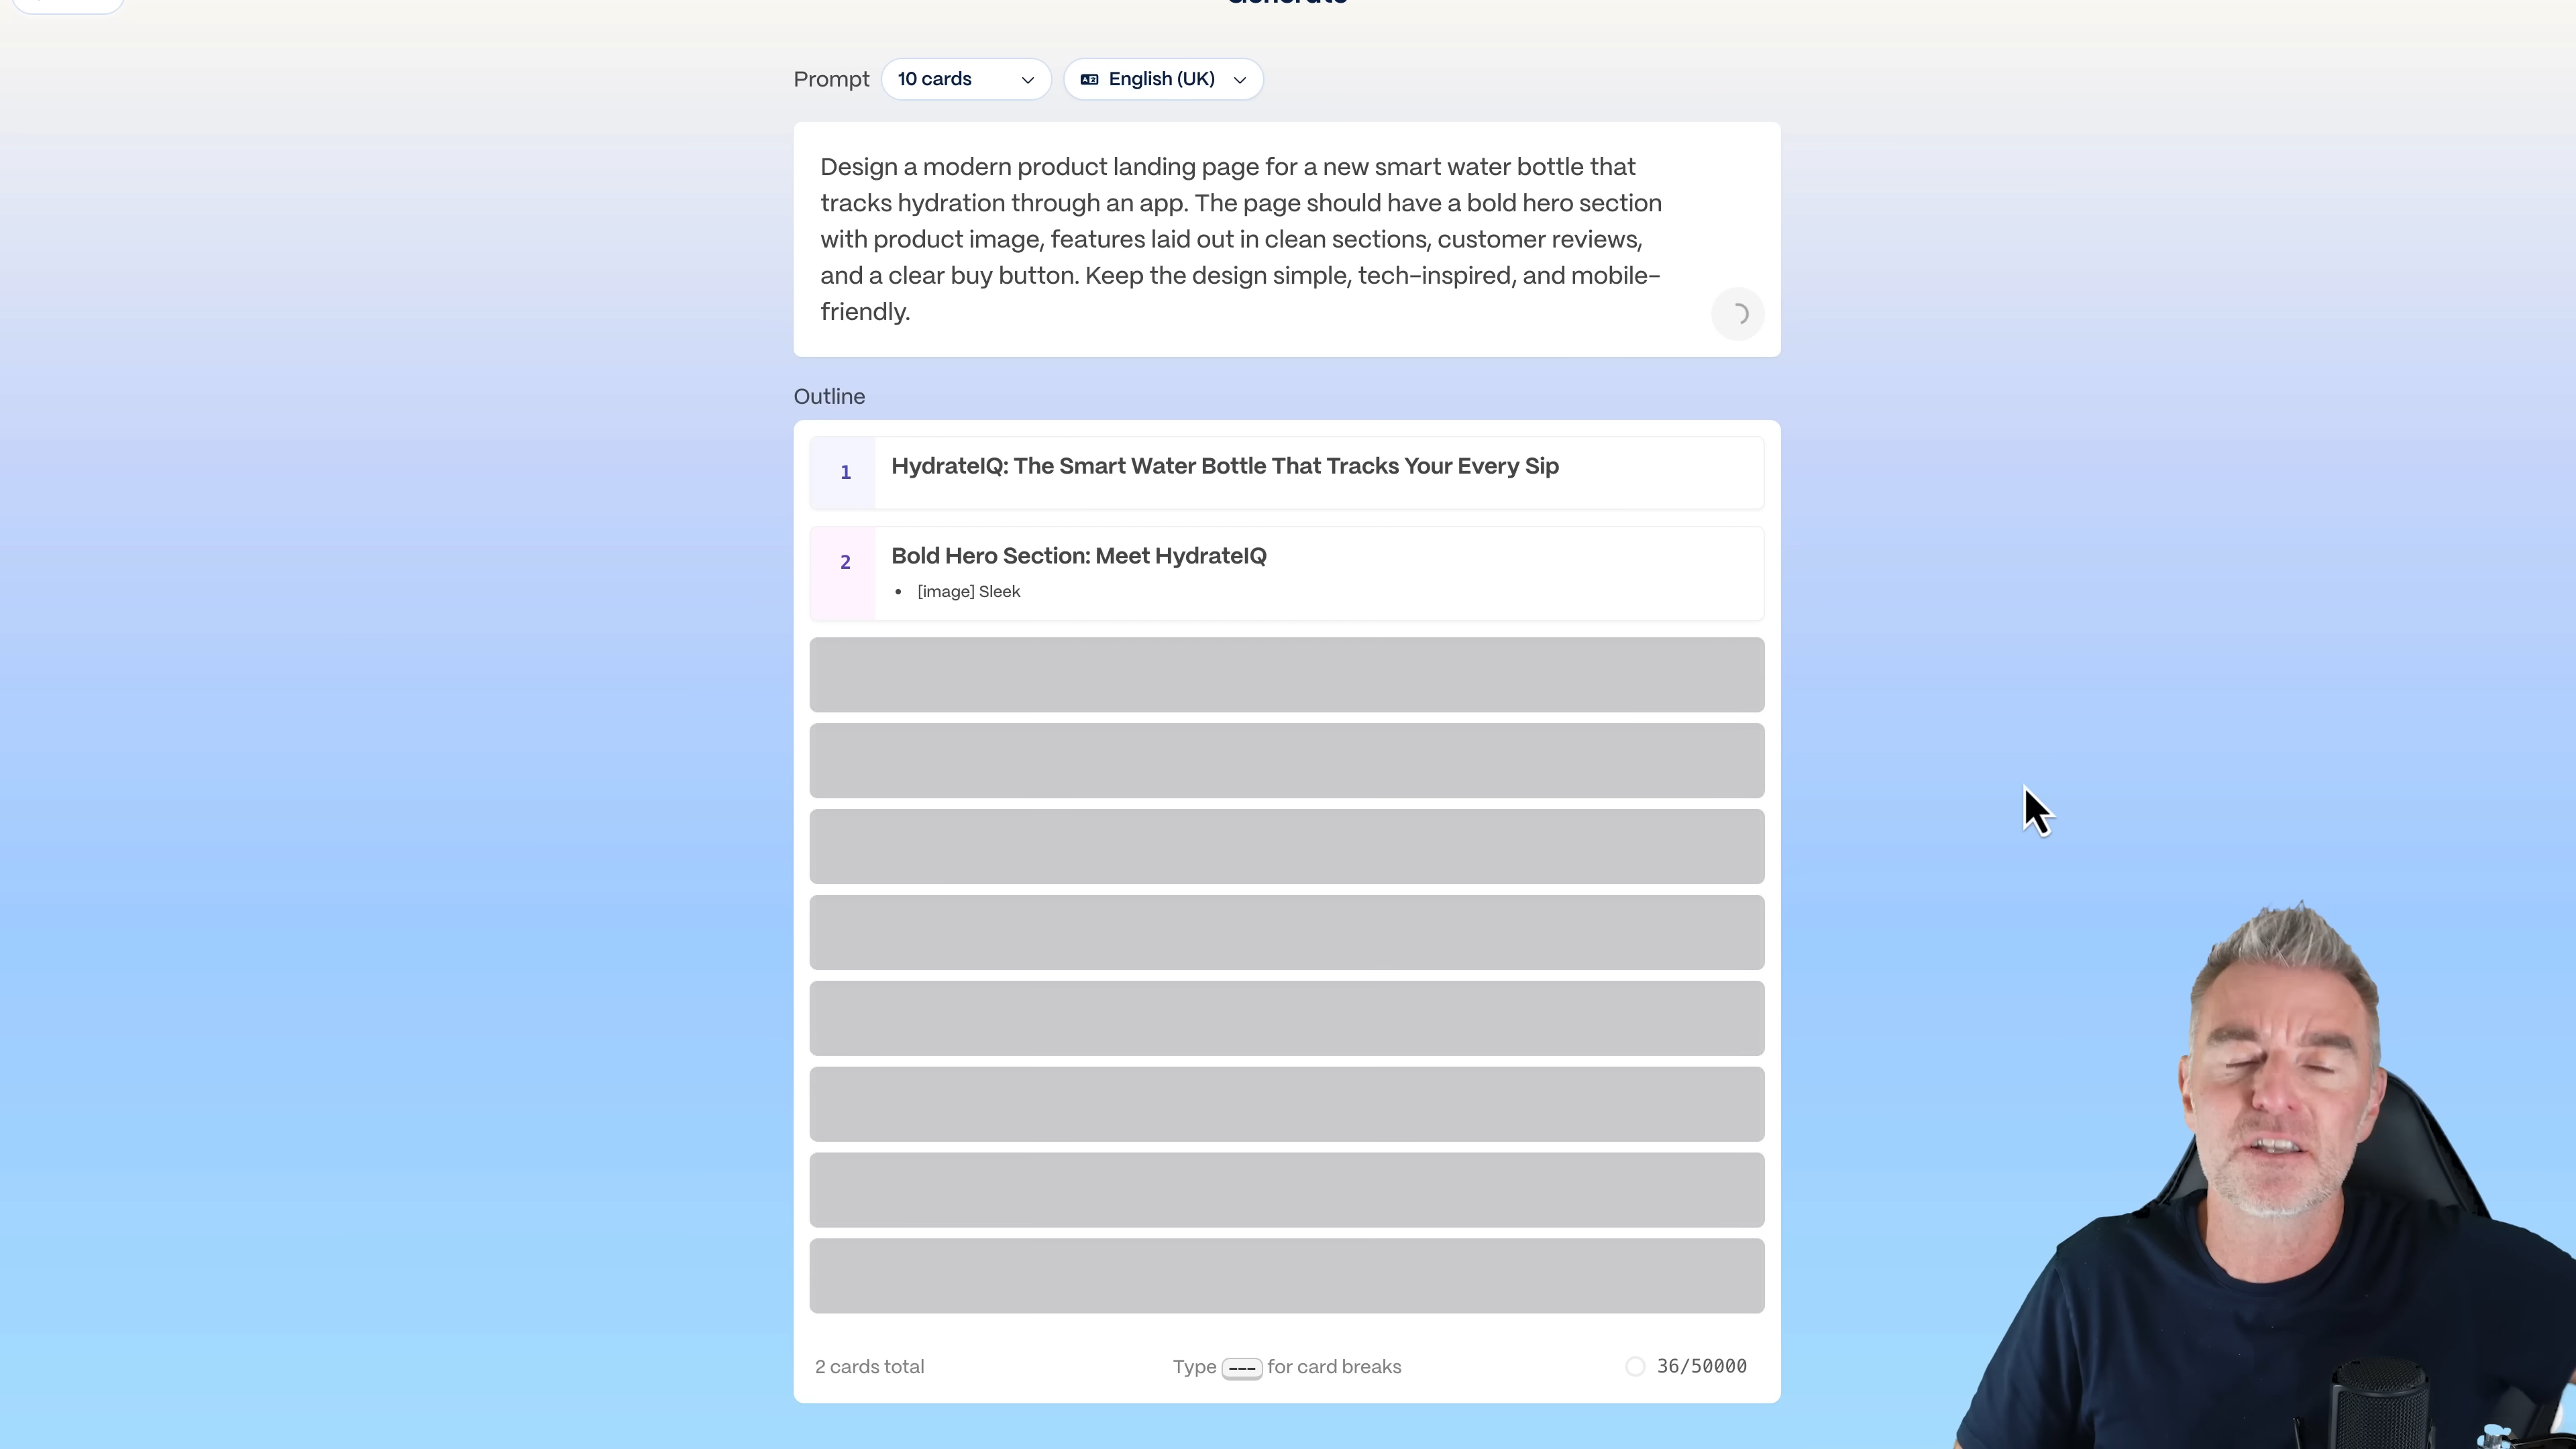 Generate
Prompt
10 cards
English (UK)
Design a modern product landing page for a new smart water bottle that
tracks hydration through an app. The page should have a bold hero section
with product image, features laid out in clean sections, customer reviews,
and a clear buy button. Keep the design simple, tech-inspired, and mobile-
friendly.
Outline
1
HydrateIQ: The Smart Water Bottle That Tracks Your Every Sip
2
Bold Hero Section: Meet HydrateIQ
• [image] Sleek
2 cards total
Type --- for card breaks
36/50000